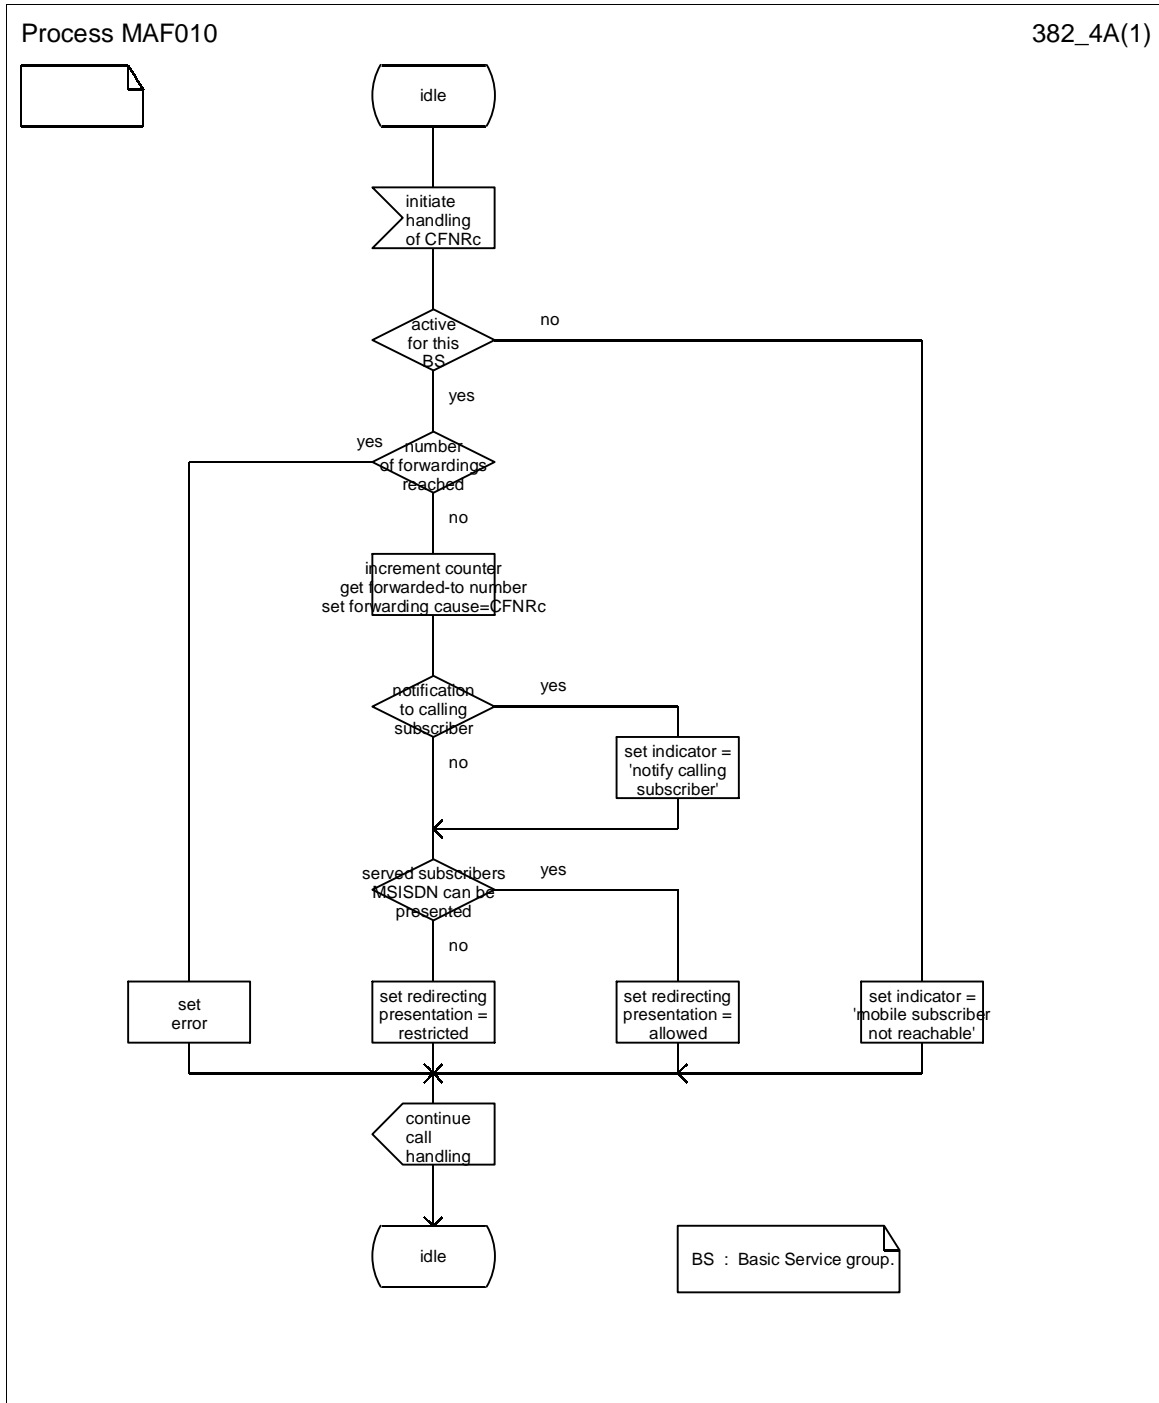 Process MAF010
382_4A(1)
idle
initiate
handling
of CFNRc
active
for this
BS
no
yes
number
of forwardings
reached
yes
no
increment counter
get forwarded-to number
set forwarding cause=CFNRc
notification
to calling
subscriber
yes
no
set indicator =
'notify calling
subscriber'
served subscribers
MSISDN can be
presented
yes
no
set
error
set redirecting
presentation =
restricted
set redirecting
presentation =
allowed
set indicator =
'mobile subscriber
not reachable'
continue
call
handling
idle
BS : Basic Service group.